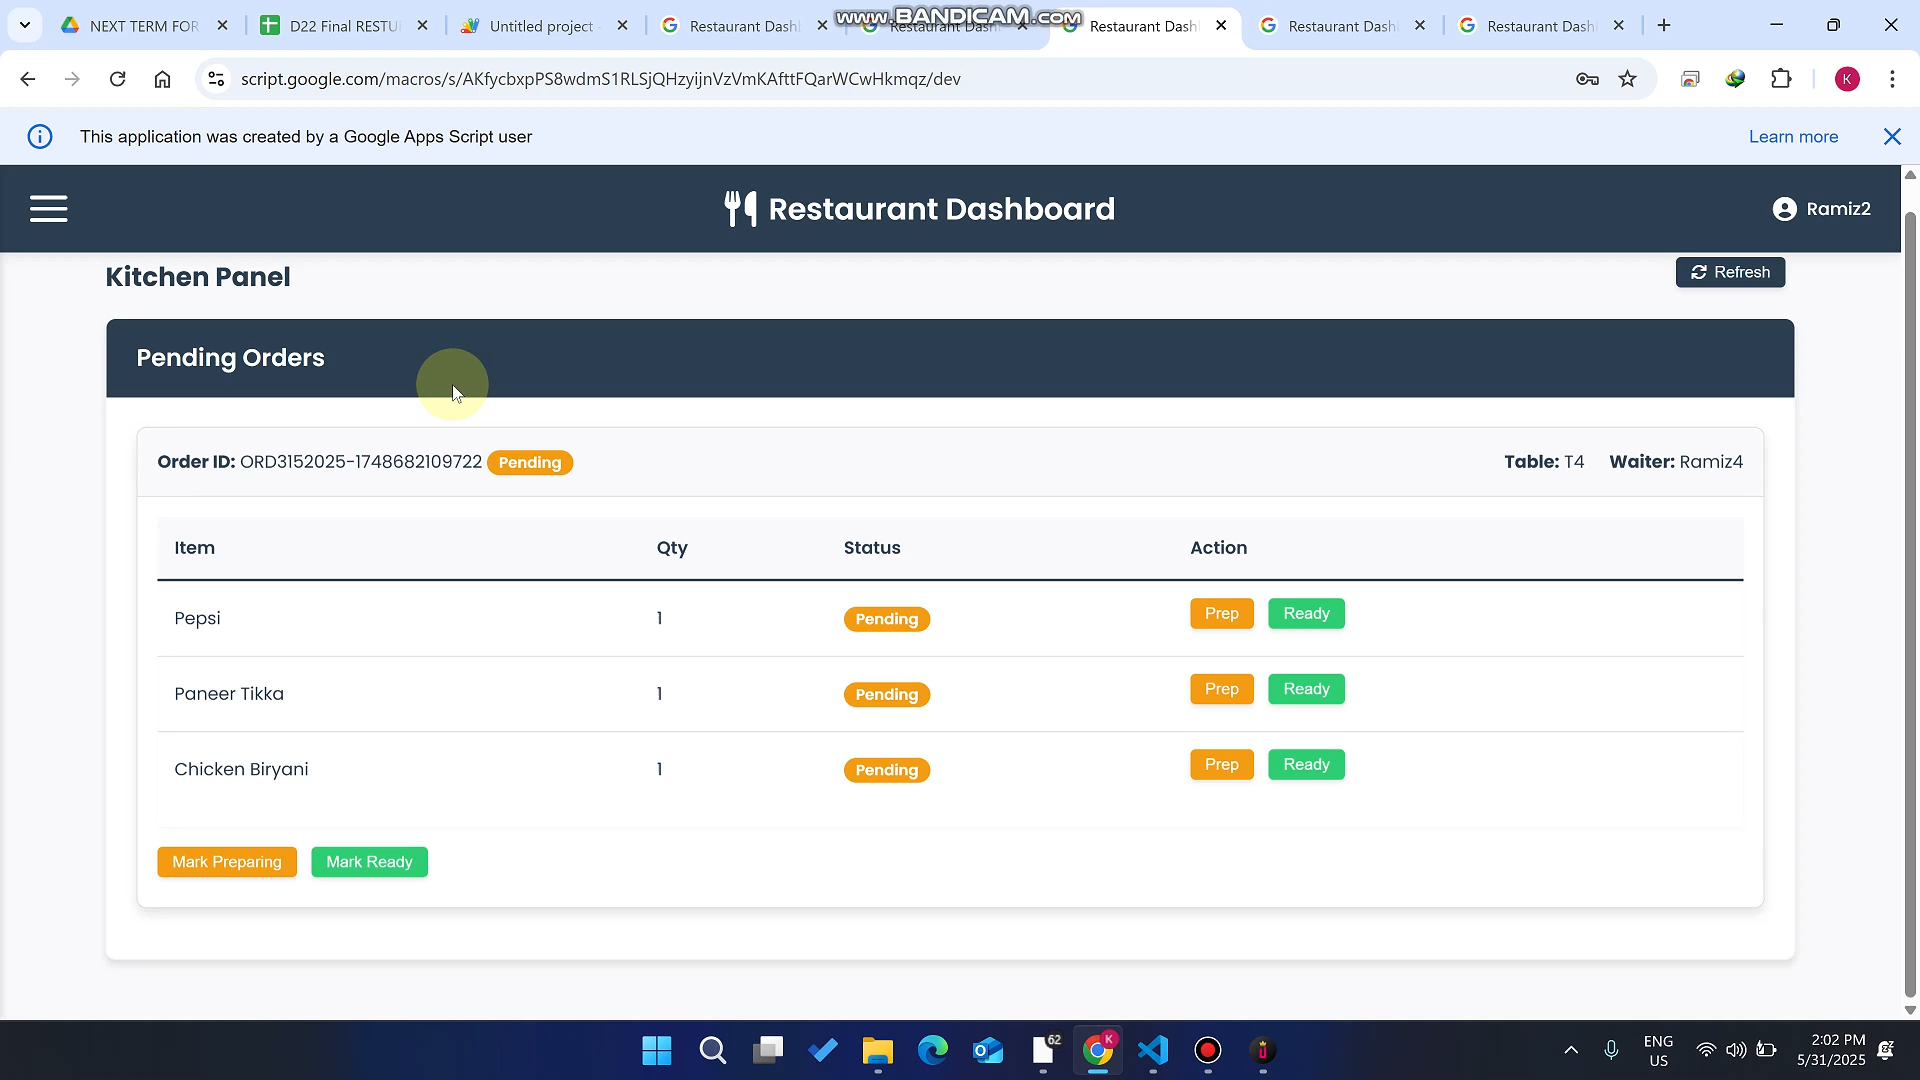 www.BANDICAM.com
NEXT TERM FOR
D22 Final RESTU
Untitled project
Restaurant Dashb
Restaurant Dash
Restaurant Dash
Restaurant Dash
Restaurant Dash
script.google.com/macros/s/AKfycbxpPS8wdmS1RLSjQHzyijnVzVmKAfttFQarWCwHkmqz/dev
K
This application was created by a Google Apps Script user
Learn more
Restaurant Dashboard
Ramiz2
Kitchen Panel
Refresh
Pending Orders
Order ID: ORD3152025-1748682109722 Pending
Table: T4 Waiter: Ramiz4
Item Qty Status Action
Pepsi 1 Pending Prep Ready
Paneer Tikka 1 Pending Prep Ready
Chicken Biryani 1 Pending Prep Ready
Mark Preparing Mark Ready
62
K
ENG
US
2:02 PM
5/31/2025